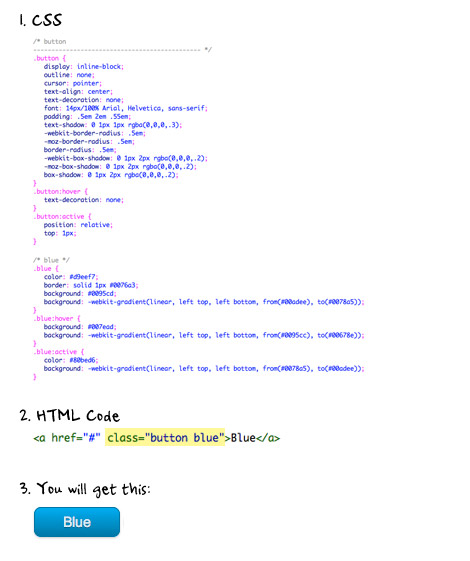 1. CSS
/* button
---------------------------------------------- */
.button {
display: inline-block;
outline: none;
cursor: pointer;
text-align: center;
text-decoration: none;
font: 14px/100% Arial, Helvetica, sans-serif;
padding: .5em 2em .55em;
text-shadow: 0 1px 1px rgba(0,0,0,.3);
-webkit-border-radius: .5em;
-moz-border-radius: .5em;
border-radius: .5em;
-webkit-box-shadow: 0 1px 2px rgba(0,0,0,.2);
-moz-box-shadow: 0 1px 2px rgba(0,0,0,.2);
box-shadow: 0 1px 2px rgba(0,0,0,.2);
}
.button:hover {
text-decoration: none;
}
.button:active {
position: relative;
top: 1px;
}
/* blue */
.blue {
color: #d9eef7;
border: solid 1px #0076a3;
background: #0095cd;
background: -webkit-gradient(linear, left top, left bottom, from(#00adee), to(#0078a5));
}
.blue:hover {
background: #007ead;
background: -webkit-gradient(linear, left top, left bottom, from(#0095cc), to(#00678e));
}
.blue:active {
color: #80bed6;
background: -webkit-gradient(linear, left top, left bottom, from(#0078a5), to(#00adee));
}
2. HTML Code
<a href="#" class="button blue">Blue</a>
3. You will get this:
Blue